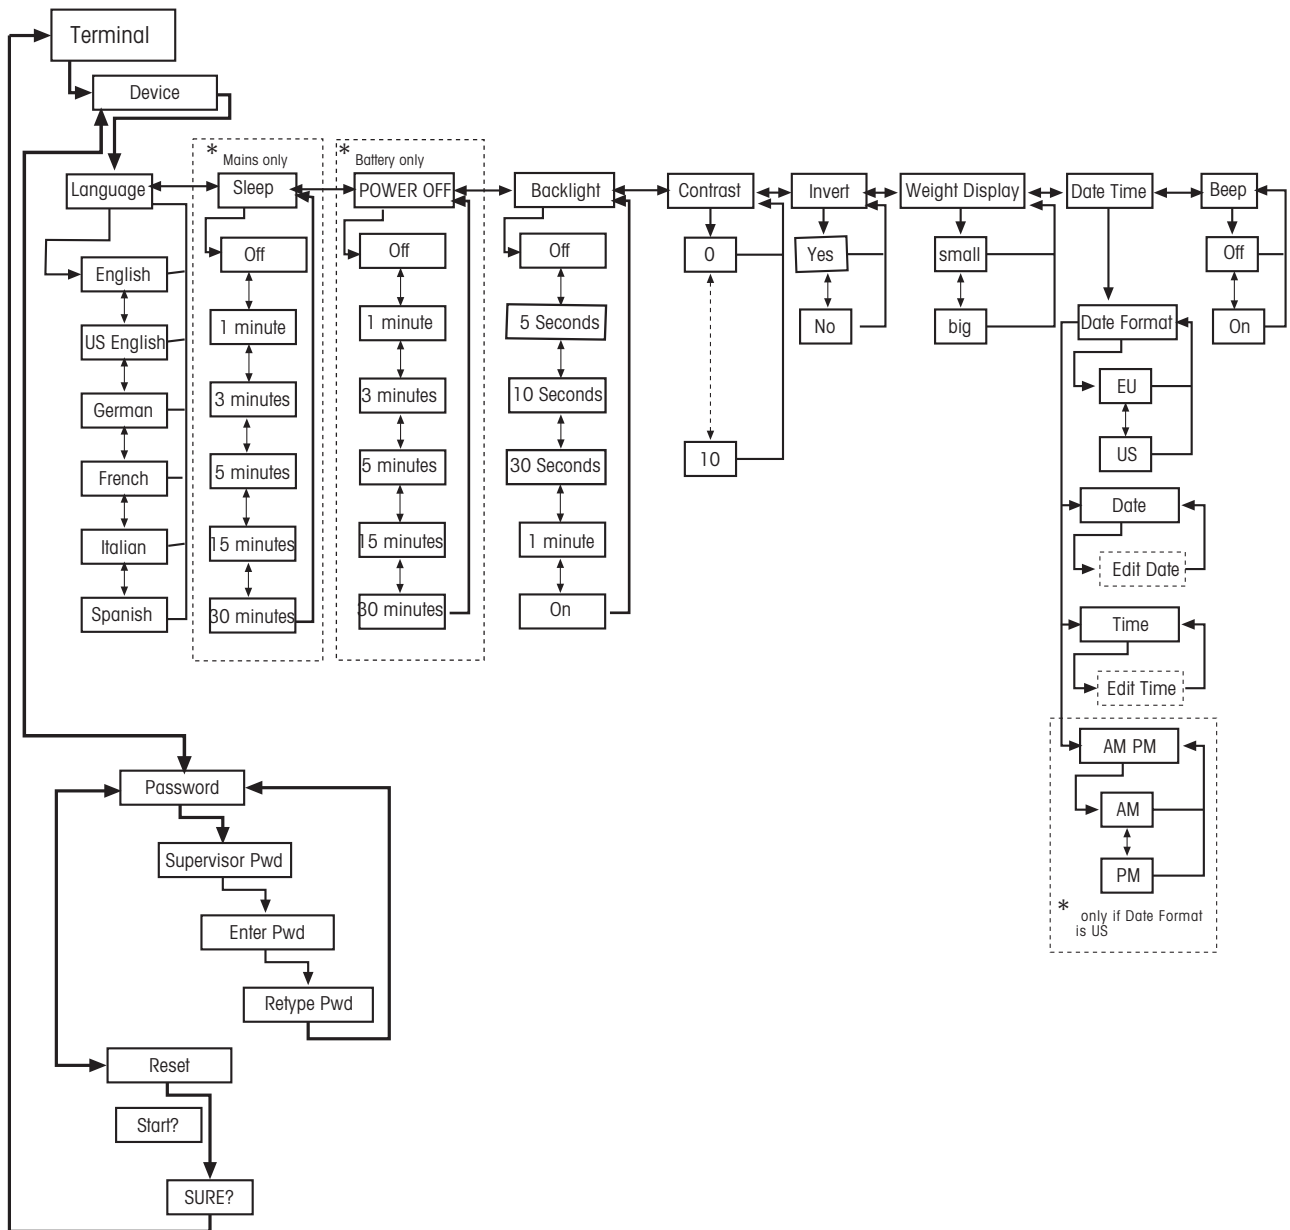 Terminal
Device
* Mains only
* Battery only
Language
Sleep
POWER OFF
Backlight
Contrast
Invert
Weight Display
Date Time
Beep
English
US English
German
French
Italian
Spanish
Off
1 minute
3 minutes
5 minutes
15 minutes
30 minutes
Off
1 minute
3 minutes
5 minutes
15 minutes
30 minutes
Off
5 Seconds
10 Seconds
30 Seconds
1 minute
On
0
10
Yes
No
small
big
Date Format
EU
US
Date
Edit Date
Time
Edit Time
AM PM
AM
PM
* only if Date Format
is US
Off
On
Password
Supervisor Pwd
Enter Pwd
Retype Pwd
Reset
Start?
SURE?